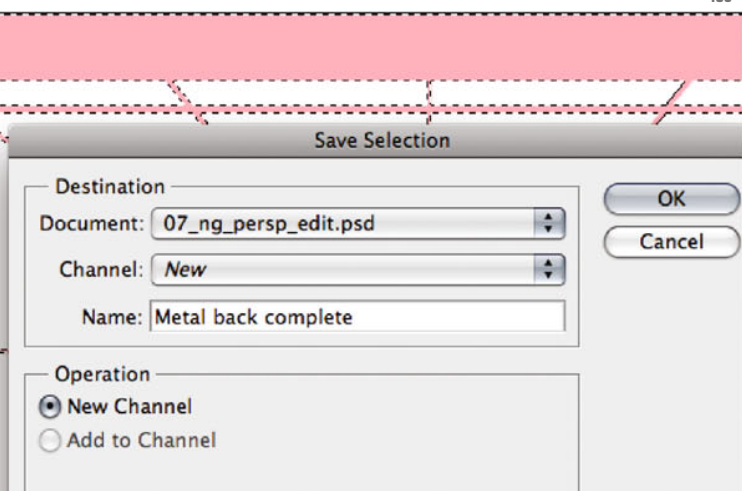 Save Selection
Destination
Document: 07_ng_persp_edit.psd
Channel: New
Name: Metal back complete
OK
Cancel
Operation
New Channel
Add to Channel